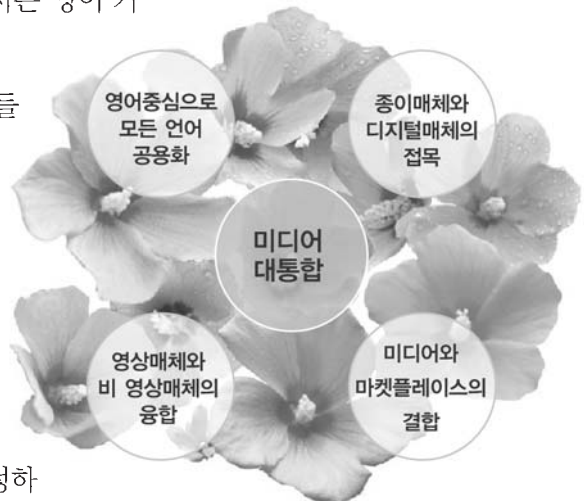 영어중심으로
모든 언어
공용화
종이매체와
디지털매체의
접목
미디어
대통합
영상매체와
비 영상매체의
융합
미디어와
마켓플레이스의
결합